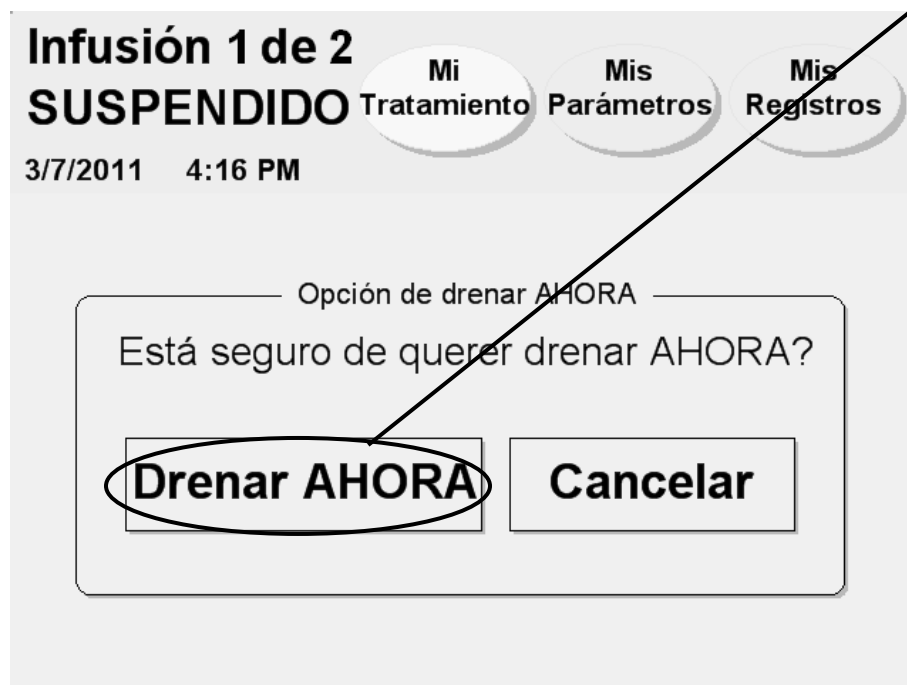 Infusión 1 de 2
SUSPENDIDO
3/7/2011 4:16 PM
Mi
Tratamiento
Mis
Parámetros
Mis
Registros
Opción de drenar AHORA
Está seguro de querer drenar AHORA?
Drenar AHORA
Cancelar